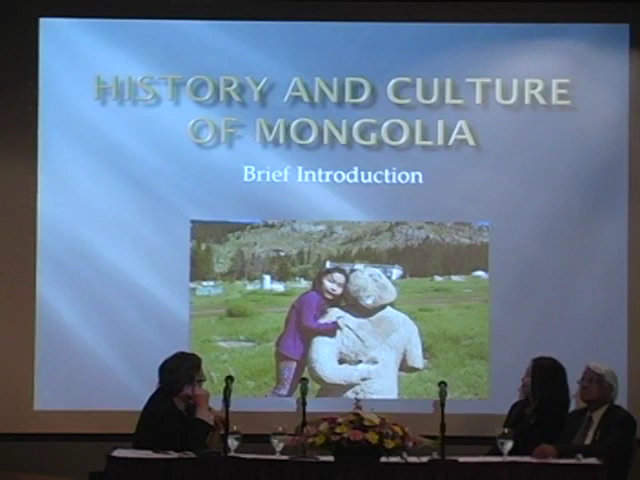 HISTORY AND CULTURE
OF MONGOLIA
Brief Introduction